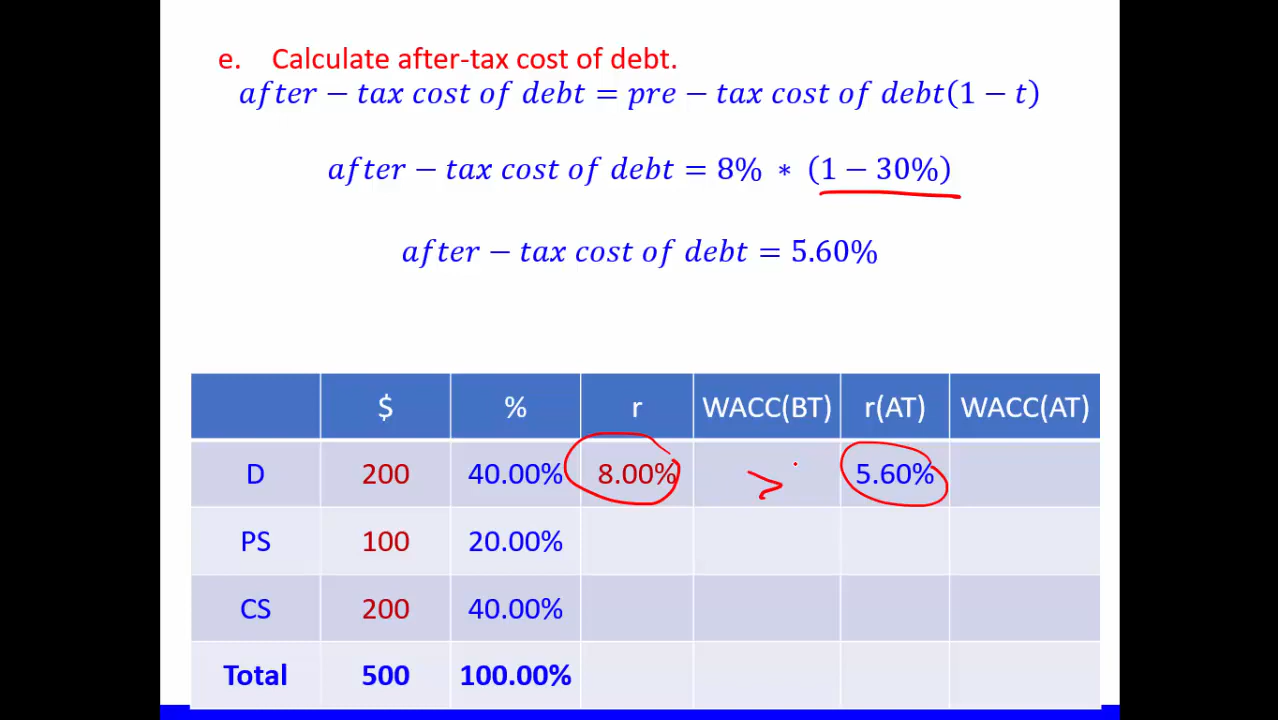 e. Calculate after-tax cost of debt.
after − tax cost of debt = pre − tax cost of debt(1 − t)
after − tax cost of debt = 8% ∗ (1 − 30%)
after − tax cost of debt = 5.60%
$ % r WACC(BT) r(AT) WACC(AT)
D 200 40.00% 8.00% > 5.60%
PS 100 20.00%
CS 200 40.00%
Total 500 100.00%